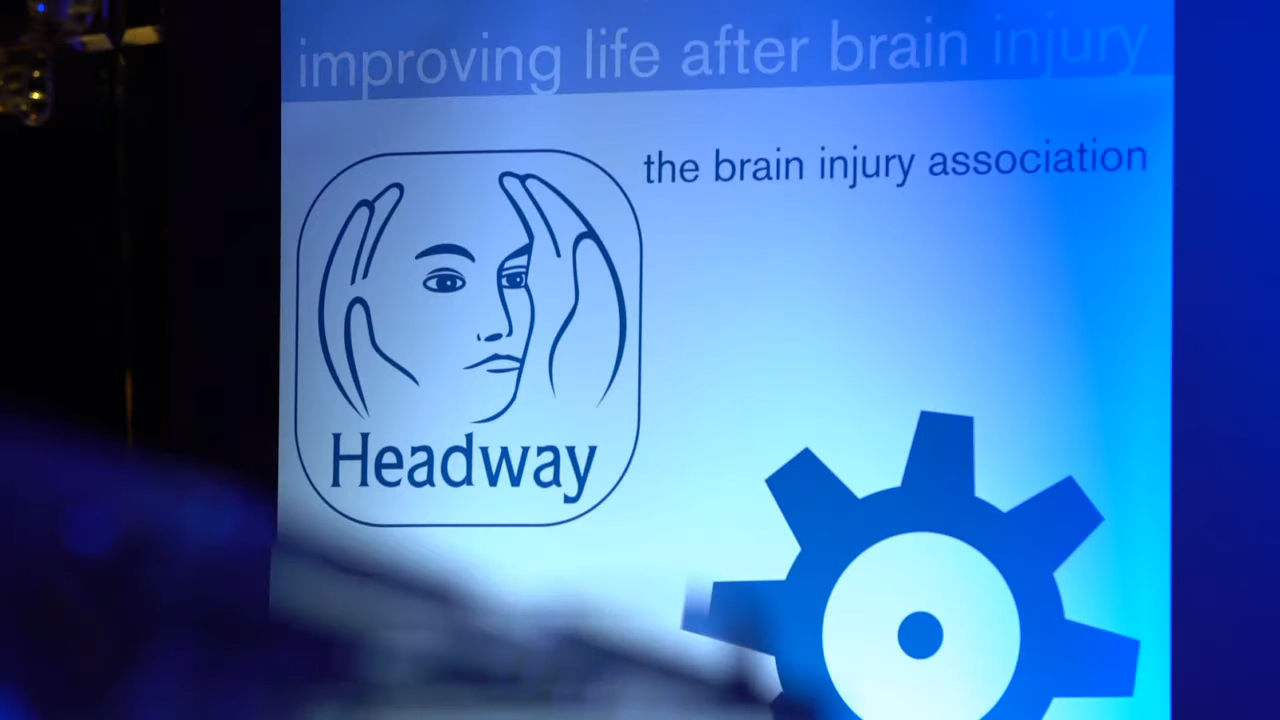 improving life after brain injury
the brain injury association
Headway